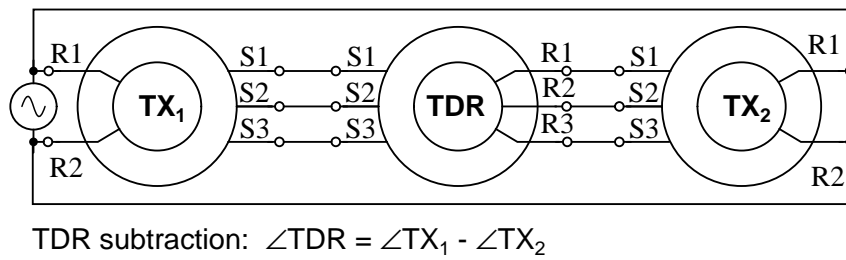 R1 S1 S1 R1 S1 R1
TX₁ S2 S2 TDR R2 S2 TX₂
R2 S3 S3 R3 S3 R2
TDR subtraction: ∠TDR = ∠TX₁ - ∠TX₂